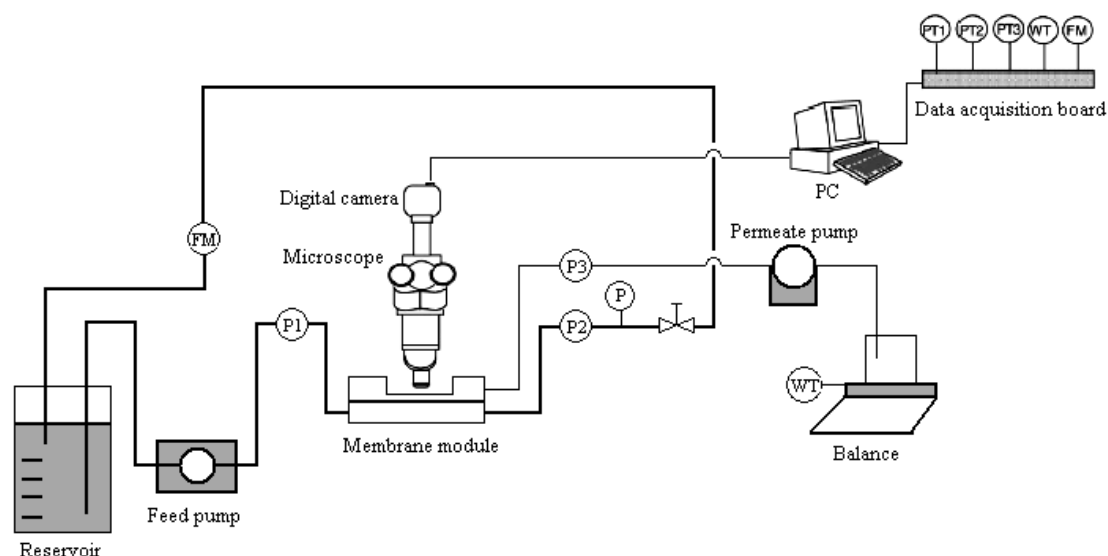 PT1 PT2 PT3 WT FM
Data acquisition board
PC
Digital camera
FM
Microscope
Permeate pump
P3
P
P1
P2
WT
Membrane module
Balance
Feed pump
Reservoir